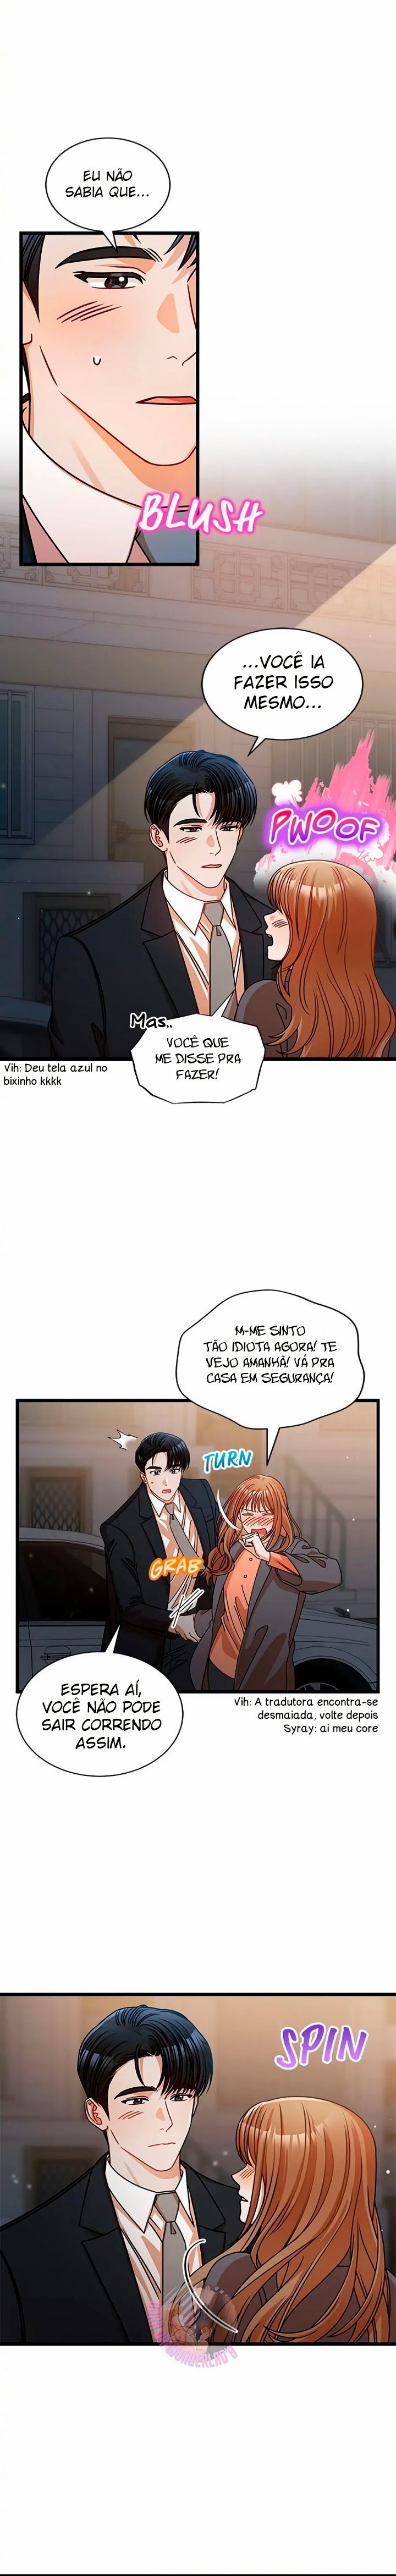 EU NÃO
SABIA QUE...
BLUSH
...VOCÊ IA
FAZER ISSO
MESMO...
PWOOF
Mas..
VOCÊ QUE
ME DISSE PRA
FAZER!
Vih: Deu tela azul no
bixinho kkkk
M-ME SINTO
TÃO IDIOTA AGORA! TE
VEJO AMANHÃ! VÁ PRA
CASA EM SEGURANÇA!
TURN
GRAB
ESPERA AÍ,
VOCÊ NÃO PODE
SAIR CORRENDO
ASSIM.
Vih: A tradutora encontra-se
desmaiada, volte depois
Syray: ai meu core
SPIN